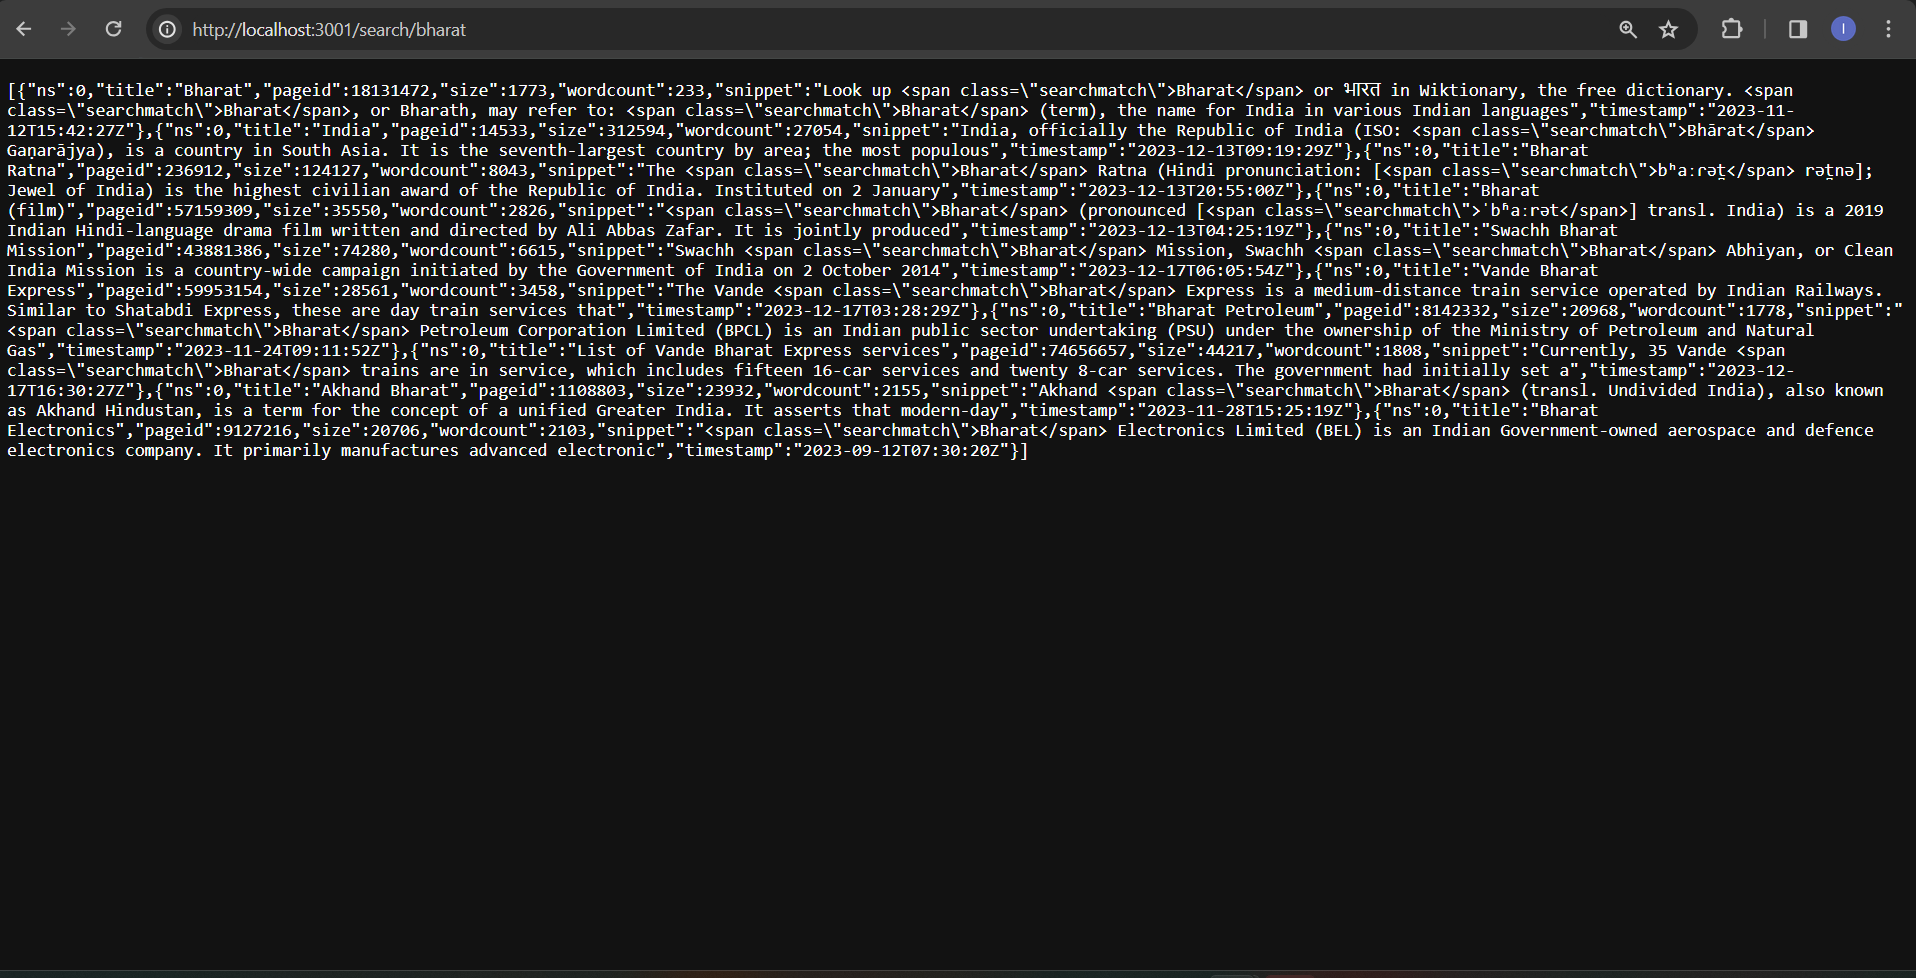 http://localhost:3001/search/bharat
I
[{"ns":0,"title":"Bharat","pageid":18131472,"size":1773,"wordcount":233,"snippet":"Look up <span class=\"searchmatch\">Bharat</span> or भारत in Wiktionary, the free dictionary. <span
class=\"searchmatch\">Bharat</span>, or Bharath, may refer to: <span class=\"searchmatch\">Bharat</span> (term), the name for India in various Indian languages","timestamp":"2023-11-
12T15:42:27Z"},{"ns":0,"title":"India","pageid":14533,"size":312594,"wordcount":27054,"snippet":"India, officially the Republic of India (ISO: <span class=\"searchmatch\">Bhārat</span>
Gaṇarājya), is a country in South Asia. It is the seventh-largest country by area; the most populous","timestamp":"2023-12-13T09:19:29Z"},{"ns":0,"title":"Bharat
Ratna","pageid":236912,"size":124127,"wordcount":8043,"snippet":"The <span class=\"searchmatch\">Bharat</span> Ratna (Hindi pronunciation: [<span class=\"searchmatch\">bʱaːrət̪</span> rət̪nə];
Jewel of India) is the highest civilian award of the Republic of India. Instituted on 2 January","timestamp":"2023-12-13T20:55:00Z"},{"ns":0,"title":"Bharat
(film)","pageid":57159309,"size":35550,"wordcount":2826,"snippet":"<span class=\"searchmatch\">Bharat</span> (pronounced [<span class=\"searchmatch\">ˈbʱaːrət</span>] transl. India) is a 2019
Indian Hindi-language drama film written and directed by Ali Abbas Zafar. It is jointly produced","timestamp":"2023-12-13T04:25:19Z"},{"ns":0,"title":"Swachh Bharat
Mission","pageid":43881386,"size":74280,"wordcount":6615,"snippet":"Swachh <span class=\"searchmatch\">Bharat</span> Mission, Swachh <span class=\"searchmatch\">Bharat</span> Abhiyan, or Clean
India Mission is a country-wide campaign initiated by the Government of India on 2 October 2014","timestamp":"2023-12-17T06:05:54Z"},{"ns":0,"title":"Vande Bharat
Express","pageid":59953154,"size":28561,"wordcount":3458,"snippet":"The Vande <span class=\"searchmatch\">Bharat</span> Express is a medium-distance train service operated by Indian Railways.
Similar to Shatabdi Express, these are day train services that","timestamp":"2023-12-17T03:28:29Z"},{"ns":0,"title":"Bharat Petroleum","pageid":8142332,"size":20968,"wordcount":1778,"snippet":"
<span class=\"searchmatch\">Bharat</span> Petroleum Corporation Limited (BPCL) is an Indian public sector undertaking (PSU) under the ownership of the Ministry of Petroleum and Natural
Gas","timestamp":"2023-11-24T09:11:52Z"},{"ns":0,"title":"List of Vande Bharat Express services","pageid":74656657,"size":44217,"wordcount":1808,"snippet":"Currently, 35 Vande <span
class=\"searchmatch\">Bharat</span> trains are in service, which includes fifteen 16-car services and twenty 8-car services. The government had initially set a","timestamp":"2023-12-
17T16:30:27Z"},{"ns":0,"title":"Akhand Bharat","pageid":1108803,"size":23932,"wordcount":2155,"snippet":"Akhand <span class=\"searchmatch\">Bharat</span> (transl. Undivided India), also known
as Akhand Hindustan, is a term for the concept of a unified Greater India. It asserts that modern-day","timestamp":"2023-11-28T15:25:19Z"},{"ns":0,"title":"Bharat
Electronics","pageid":9127216,"size":20706,"wordcount":2103,"snippet":"<span class=\"searchmatch\">Bharat</span> Electronics Limited (BEL) is an Indian Government-owned aerospace and defence
electronics company. It primarily manufactures advanced electronic","timestamp":"2023-09-12T07:30:20Z"}]